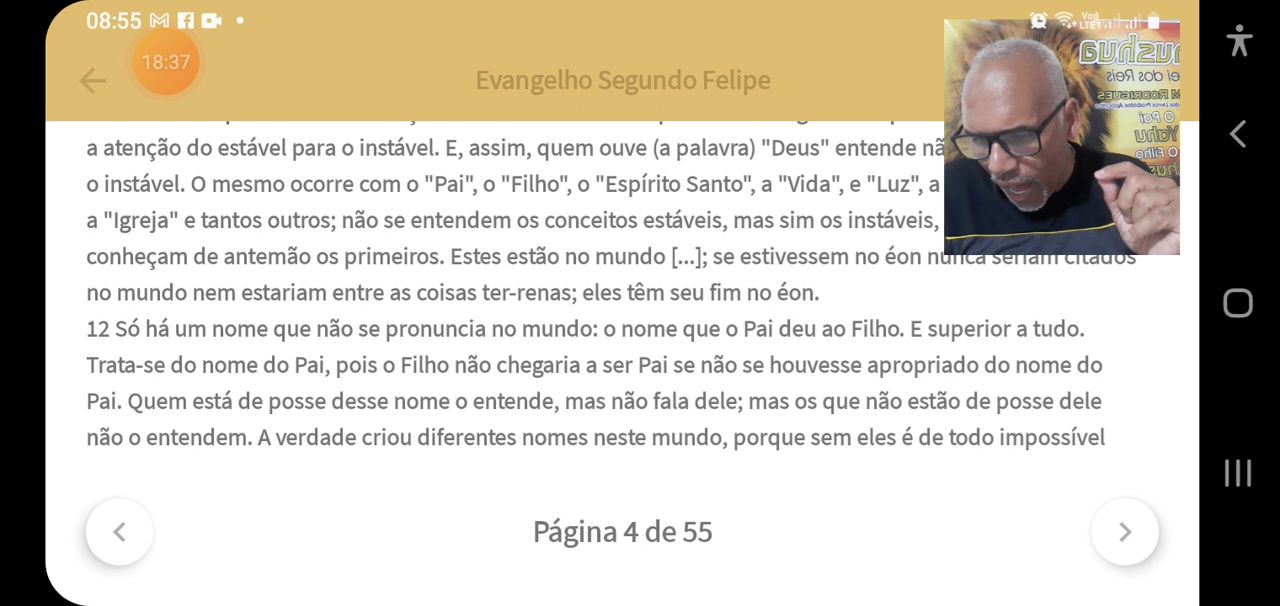 08:55
Voj)
LTE1
18:37
Evangelho Segundo Felipe
a atenção do estável para o instável. E, assim, quem ouve (a palavra) "Deus" entende
o instável. O mesmo ocorre com o "Pai", o "Filho", o "Espírito Santo", a "Vida", e "Luz", a
a "Igreja" e tantos outros; não se entendem os conceitos estáveis, mas sim os instáveis,
conheçam de antemão os primeiros. Estes estão no mundo [...]; se estivessem no éon nunca seriam citados
no mundo nem estariam entre as coisas ter-renas; eles têm seu fim no éon.
12 Só há um nome que não se pronuncia no mundo: o nome que o Pai deu ao Filho. E superior a tudo.
Trata-se do nome do Pai, pois o Filho não chegaria a ser Pai se não se houvesse apropriado do nome do
Pai. Quem está de posse desse nome o entende, mas não fala dele; mas os que não estão de posse dele
não o entendem. A verdade criou diferentes nomes neste mundo, porque sem eles é de todo impossível
Página 4 de 55
ei dos Reis
M RODRIGUES
O Pai
Yahu
O Filho